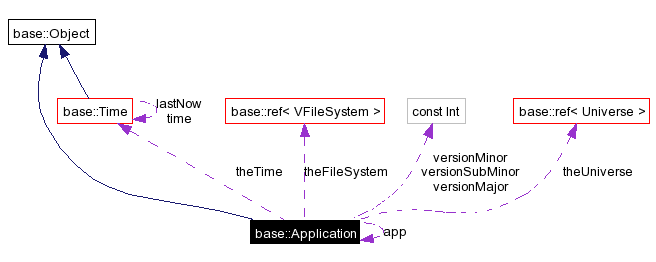 base::Object
base::Time
lastNow
time
base::ref< VFileSystem >
const Int
base::ref< Universe >
theTime
theFileSystem
versionMinor
versionSubMinor
versionMajor
theUniverse
base::Application
app